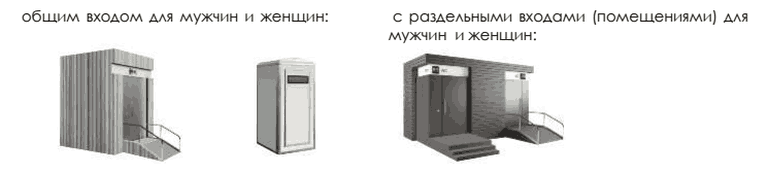 общим входом для мужчин и женщин:
с раздельными входами (помещениями) для
мужчин и женщин: